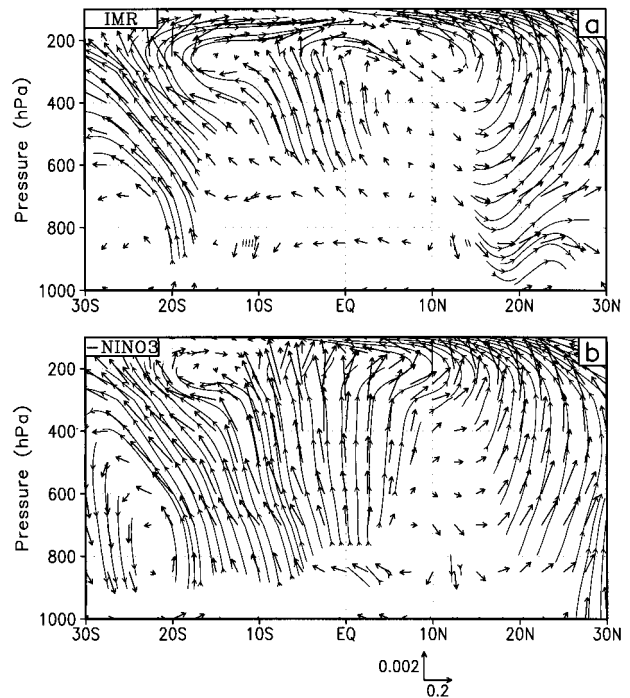 IMR
a
Pressure (hPa)
200
400
600
800
1000
30S
20S
10S
EQ
10N
20N
30N
−NINO3
b
Pressure (hPa)
200
400
600
800
1000
30S
20S
10S
EQ
10N
20N
30N
0.002
0.2